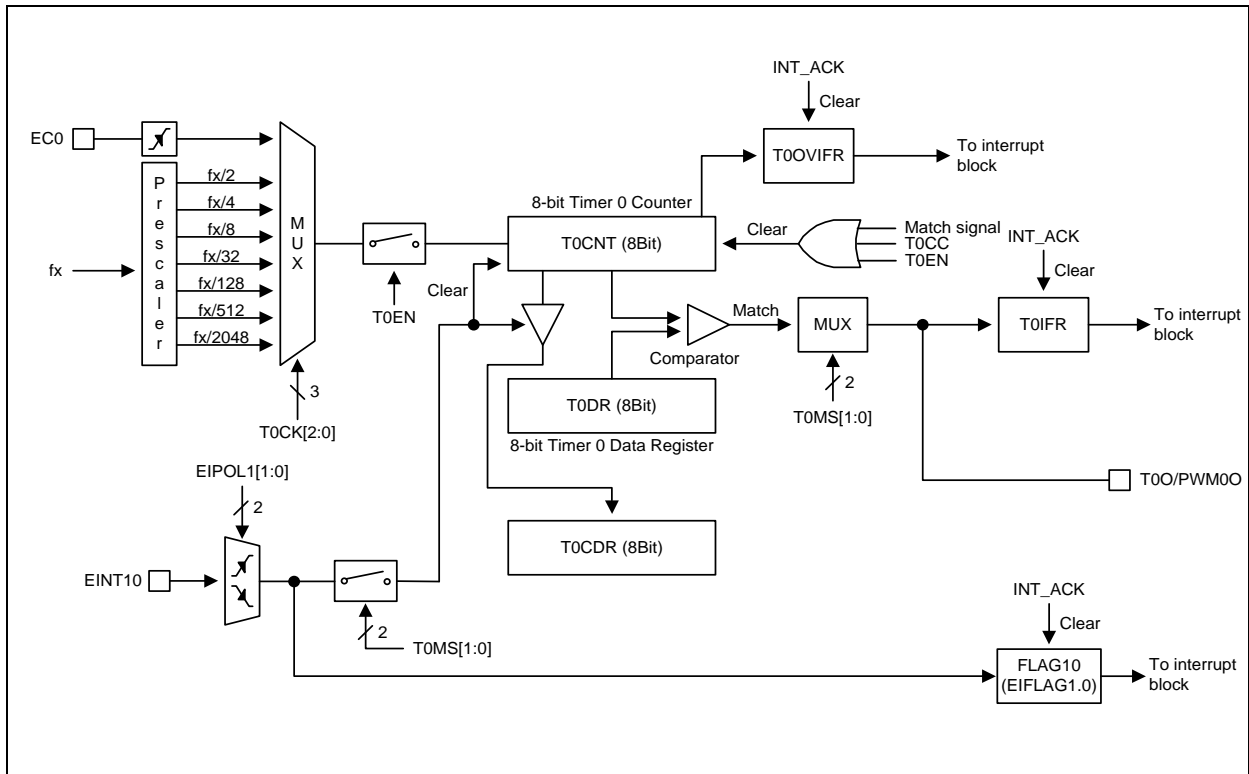 INT_ACK
Clear
EC0
T0OVIFR
To interrupt
block
Prescaler
fx/2
fx/4
fx/8
fx/32
fx/128
fx/512
fx/2048
fx
MUX
8-bit Timer 0 Counter
T0CNT (8Bit)
Clear
Match signal
T0CC
T0EN
INT_ACK
Clear
T0EN
Clear
Match
Comparator
MUX
T0IFR
To interrupt
block
2
T0MS[1:0]
3
T0CK[2:0]
T0DR (8Bit)
8-bit Timer 0 Data Register
EIPOL1[1:0]
2
T0O/PWM0O
T0CDR (8Bit)
EINT10
2
T0MS[1:0]
INT_ACK
Clear
FLAG10
(EIFLAG1.0)
To interrupt
block